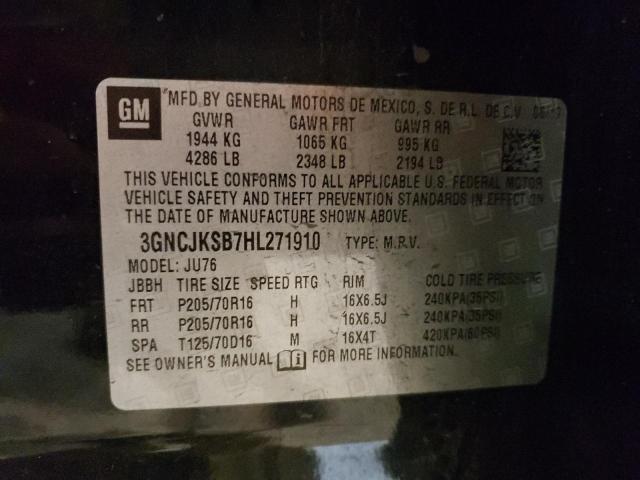 GM
MFD BY GENERAL MOTORS DE MEXICO, S. DE R.L. DE C.V.
GVWR GAWR FRT GAWR RR
1944 KG 1065 KG 995 KG
4286 LB 2348 LB 2194 LB
THIS VEHICLE CONFORMS TO ALL APPLICABLE U.S. FEDERAL MOTOR
VEHICLE SAFETY AND THEFT PREVENTION STANDARDS IN EFFECT ON
THE DATE OF MANUFACTURE SHOWN ABOVE.
3GNCJKSB7HL271910 TYPE: M.P.V.
MODEL: JU76
JBBH TIRE SIZE SPEED RTG RIM COLD TIRE PRESSURE
FRT P205/70R16 H 16X6.5J 240KPA(35PSI)
RR P205/70R16 H 16X6.5J 240KPA(35PSI)
SPA T125/70D16 M 16X4T 420KPA(60PSI)
SEE OWNER'S MANUAL FOR MORE INFORMATION.